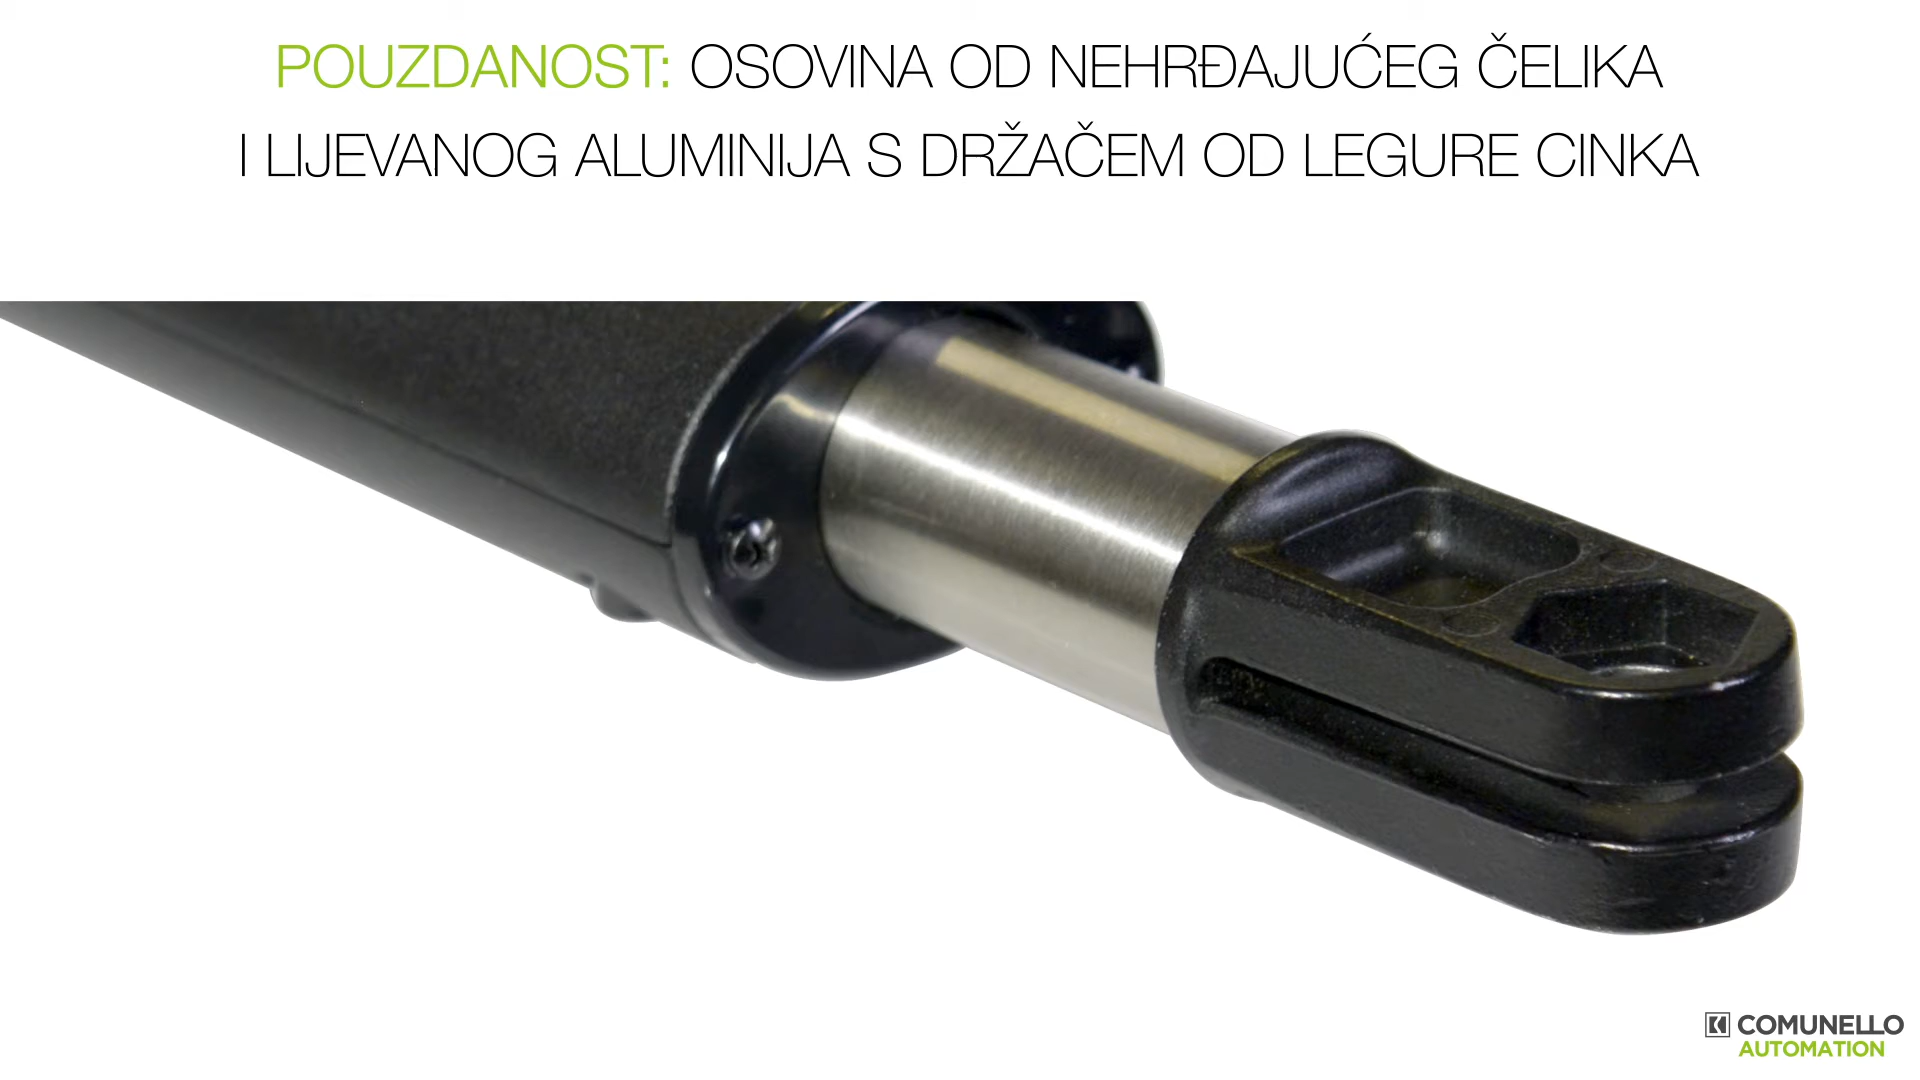 POUZDANOST: OSOVINA OD NEHRĐAJUĆEG ČELIKA
I LIJEVANOG ALUMINIJA S DRŽAČEM OD LEGURE CINKA
COMUNELLO
AUTOMATION